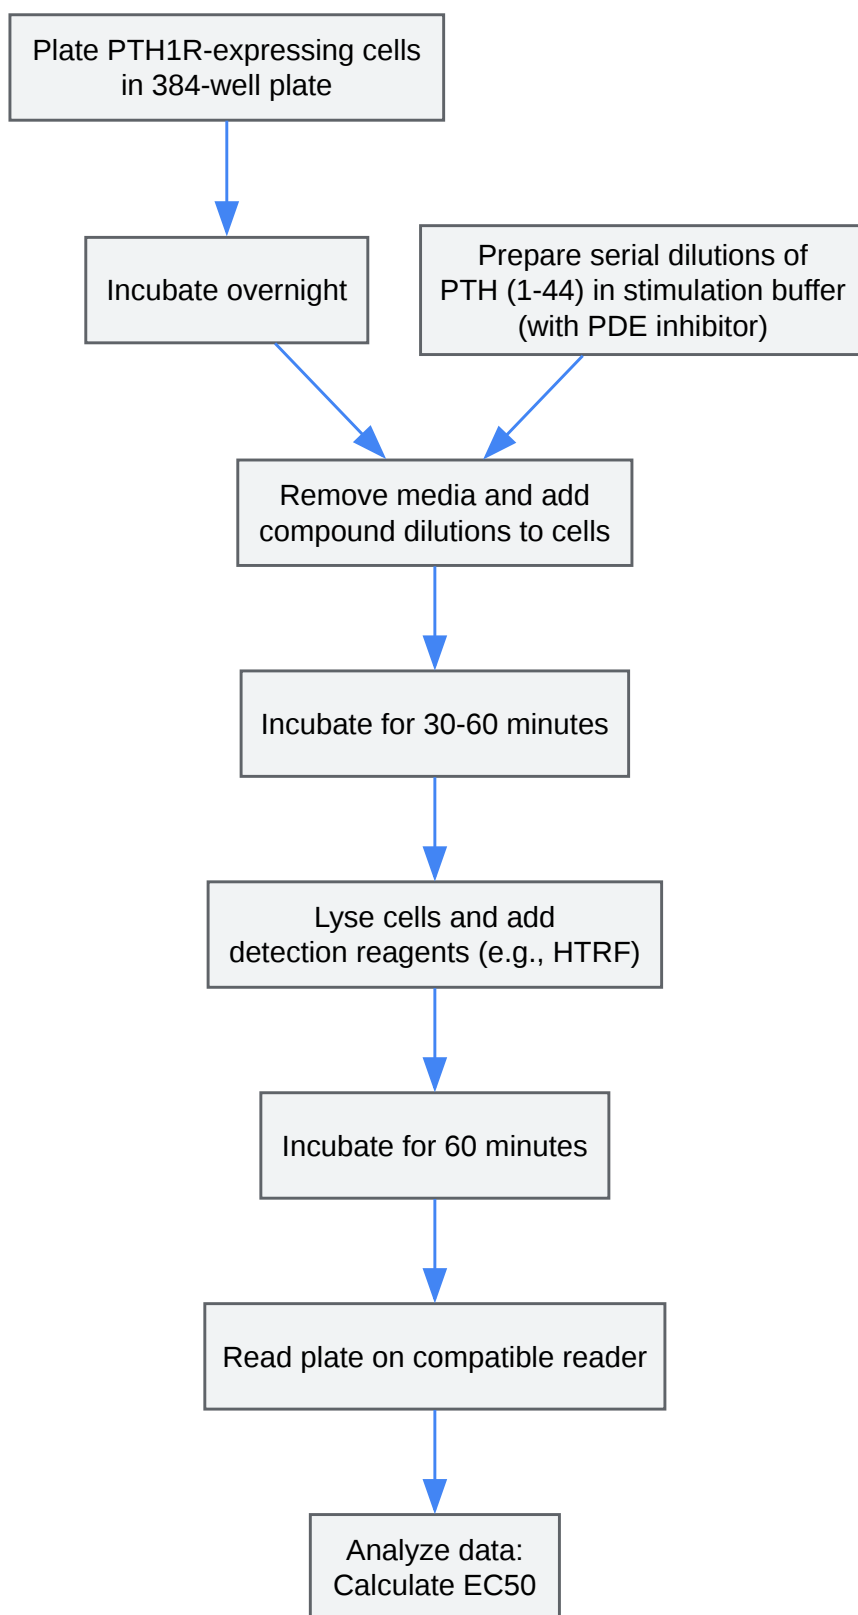 Plate PTH1R-expressing cells
in 384-well plate
Incubate overnight
Prepare serial dilutions of
PTH (1-44) in stimulation buffer
(with PDE inhibitor)
Remove media and add
compound dilutions to cells
Incubate for 30-60 minutes
Lyse cells and add
detection reagents (e.g., HTRF)
Incubate for 60 minutes
Read plate on compatible reader
Analyze data:
Calculate EC50